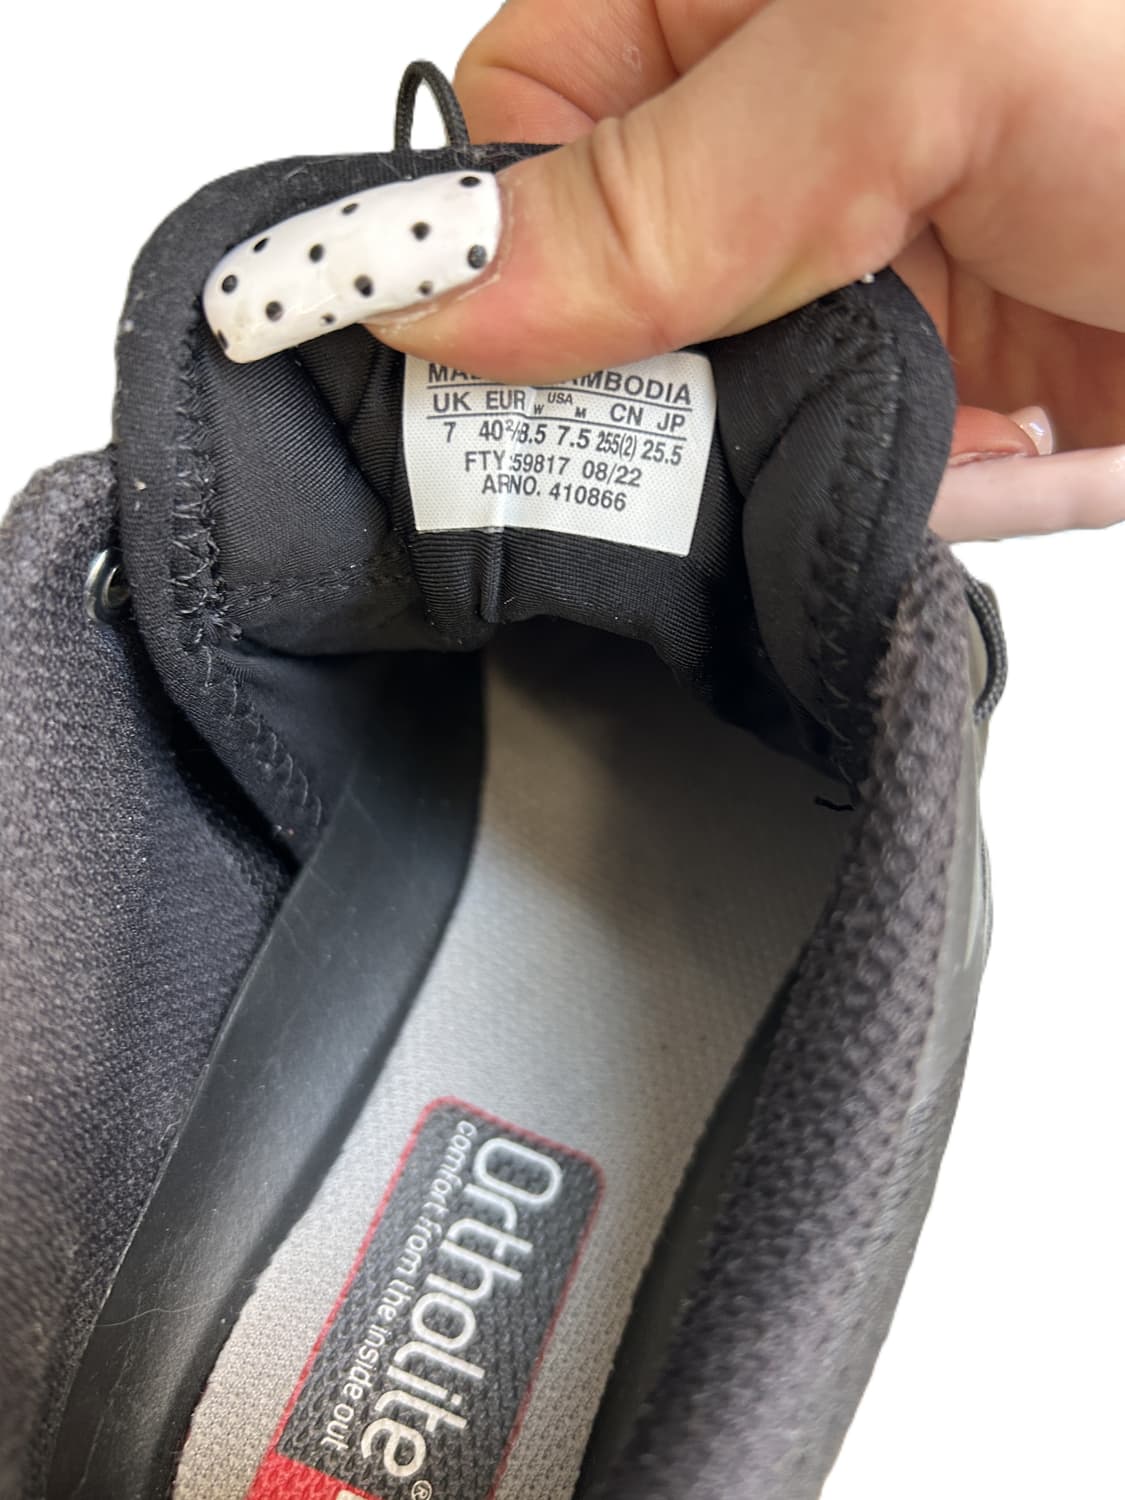 MA AMBODIA
UK EUR W USA M CN JP
7 40⅔ 8.5 7.5 255(2) 25.5
FTY:59817 08/22
ARNO. 410866
Ortholite®
comfort from the inside out